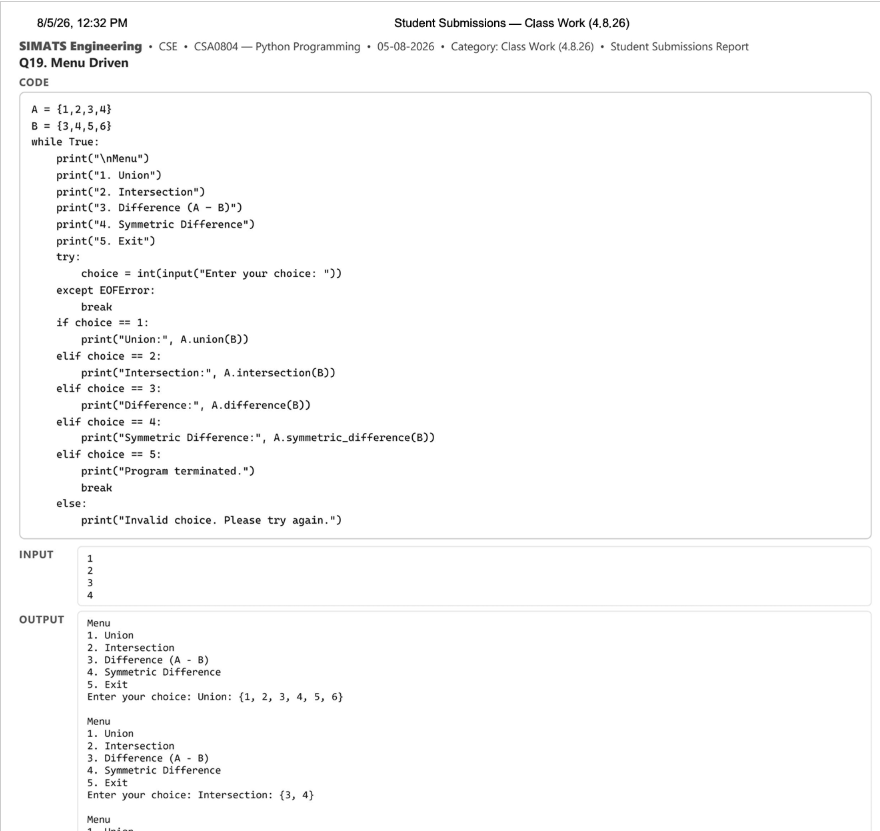 8/5/26, 12:32 PM Student Submissions — Class Work (4.8.26)
SIMATS Engineering • CSE • CSA0804 — Python Programming • 05-08-2026 • Category: Class Work (4.8.26) • Student Submissions Report
Q19. Menu Driven
CODE
A = {1,2,3,4}
B = {3,4,5,6}
while True:
    print("\nMenu")
    print("1. Union")
    print("2. Intersection")
    print("3. Difference (A - B)")
    print("4. Symmetric Difference")
    print("5. Exit")
    try:
        choice = int(input("Enter your choice: "))
    except EOFError:
        break
    if choice == 1:
        print("Union:", A.union(B))
    elif choice == 2:
        print("Intersection:", A.intersection(B))
    elif choice == 3:
        print("Difference:", A.difference(B))
    elif choice == 4:
        print("Symmetric Difference:", A.symmetric_difference(B))
    elif choice == 5:
        print("Program terminated.")
        break
    else:
        print("Invalid choice. Please try again.")
INPUT
1
2
3
4
OUTPUT
Menu
1. Union
2. Intersection
3. Difference (A - B)
4. Symmetric Difference
5. Exit
Enter your choice: Union: {1, 2, 3, 4, 5, 6}
Menu
1. Union
2. Intersection
3. Difference (A - B)
4. Symmetric Difference
5. Exit
Enter your choice: Intersection: {3, 4}
Menu
1. Union